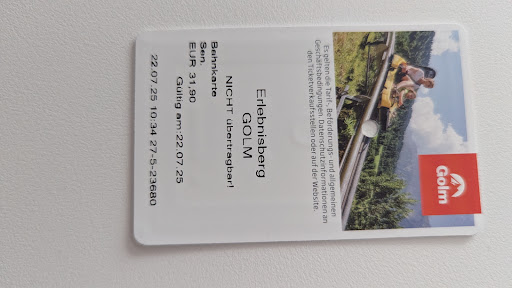 Golm
Es gelten die Tarif-, Beförderungs- und allgemeinen
Geschäftsbedingungen. Datenschutzinformationen an
den Ticketverkaufsstellen oder auf der Website.
Erlebnisberg
GOLM
NICHT übertragbar!
Bahnkarte
Sen.
EUR 31,90
Gültig am:22.07.25
22.07.25 10:34 27-5-23680